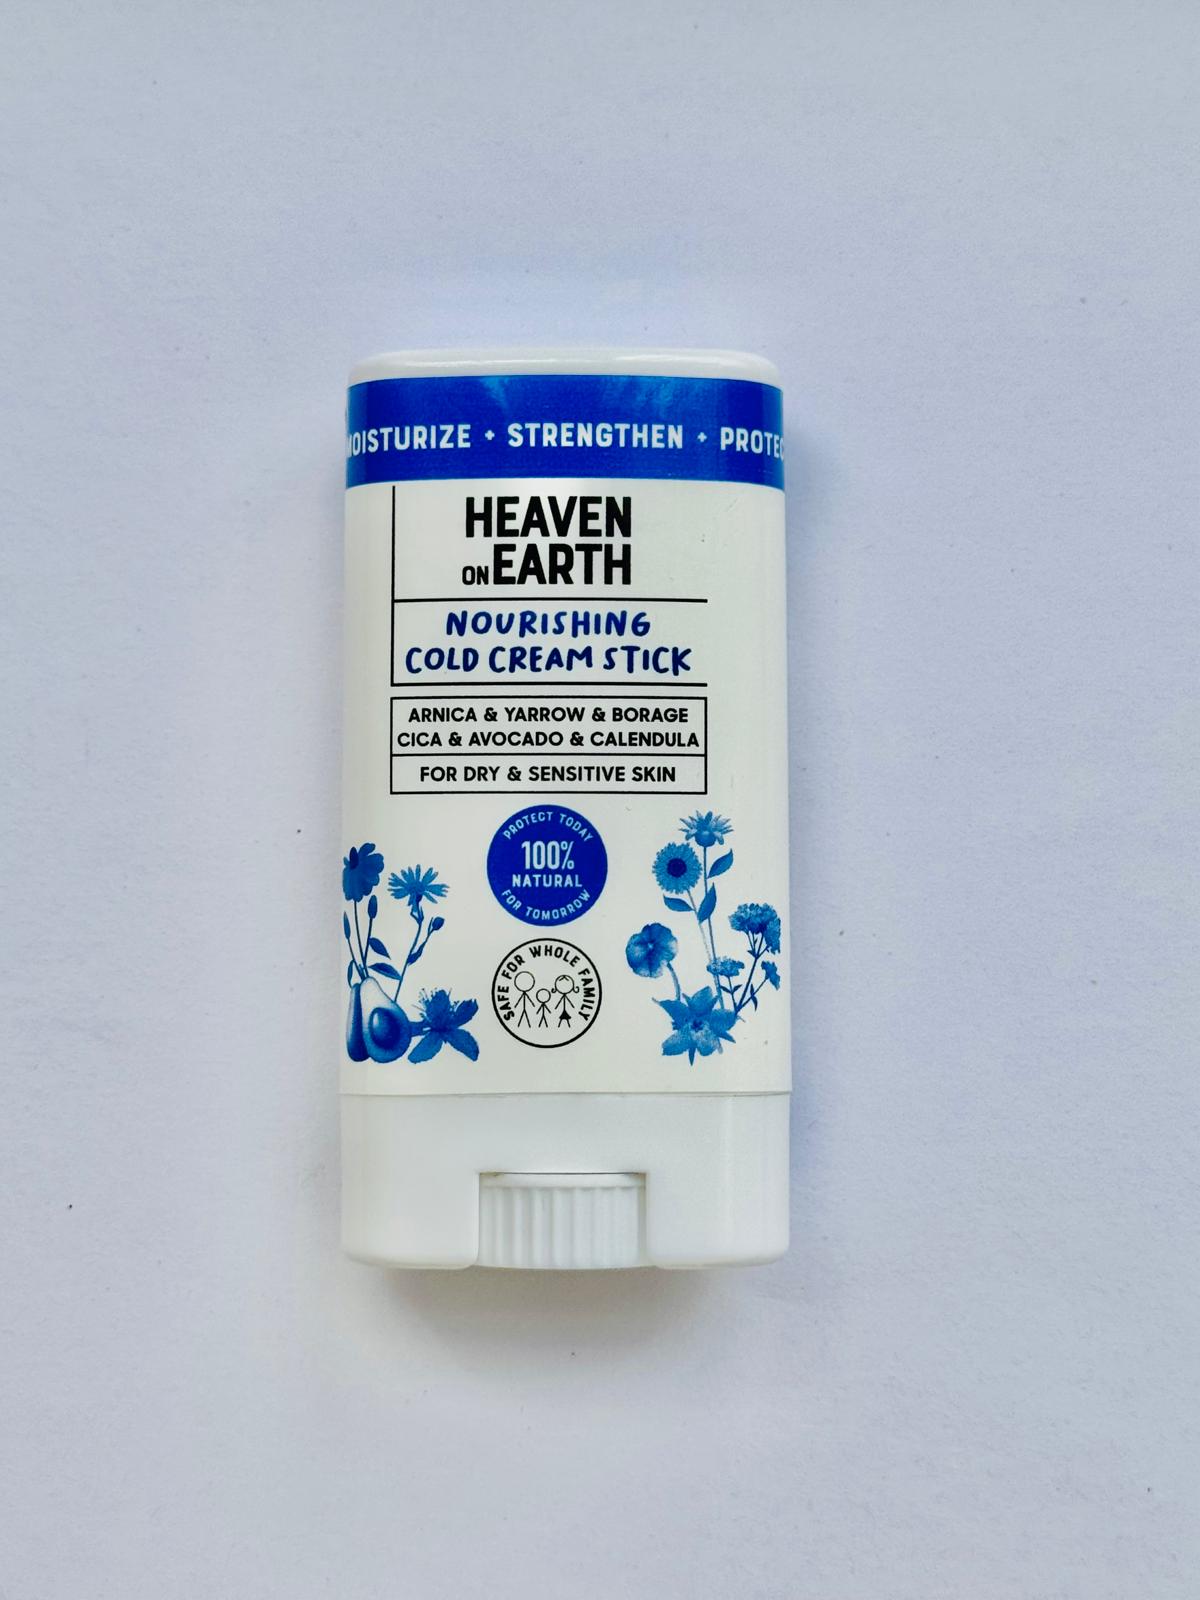 MOISTURIZE + STRENGTHEN + PROTEC
HEAVEN
ON EARTH
NOURISHING
COLD CREAM STICK
ARNICA & YARROW & BORAGE
CICA & AVOCADO & CALENDULA
FOR DRY & SENSITIVE SKIN
PROTECT TODAY
100%
NATURAL
FOR TOMORROW
SAFE FOR WHOLE FAMILY